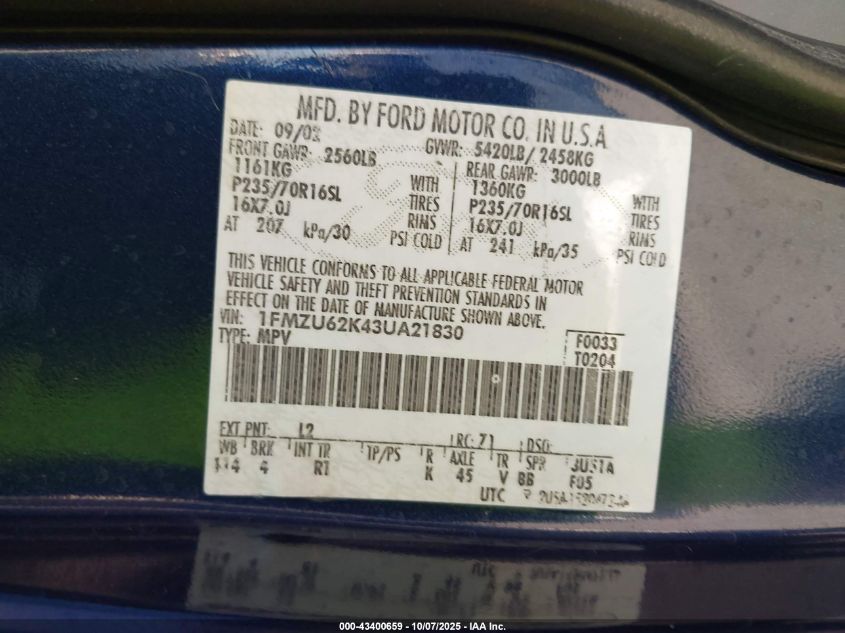 MFD. BY FORD MOTOR CO. IN U.S.A
DATE: 09/02 GVWR: 5420LB/ 2458KG
FRONT GAWR: 2560LB REAR GAWR: 3000LB
1161KG WITH 1360KG WITH
P235/70R16SL TIRES P235/70R16SL TIRES
16X7.0J RIMS 16X7.0J RIMS
AT 207 kPa/30 PSI COLD AT 241 kPa/35 PSI COLD
THIS VEHICLE CONFORMS TO ALL APPLICABLE FEDERAL MOTOR
VEHICLE SAFETY AND THEFT PREVENTION STANDARDS IN
EFFECT ON THE DATE OF MANUFACTURE SHOWN ABOVE.
VIN: 1FMZU62K43UA21830
TYPE: MPV F0033
T0204
EXT PNT: L2 RC: 71 DSO:
WB BRK INT TR TP/PS R AXLE TR SPR
114 4 RT K 45 V BB F05
UTC
000-43400659 - 10/07/2025 - IAA Inc.